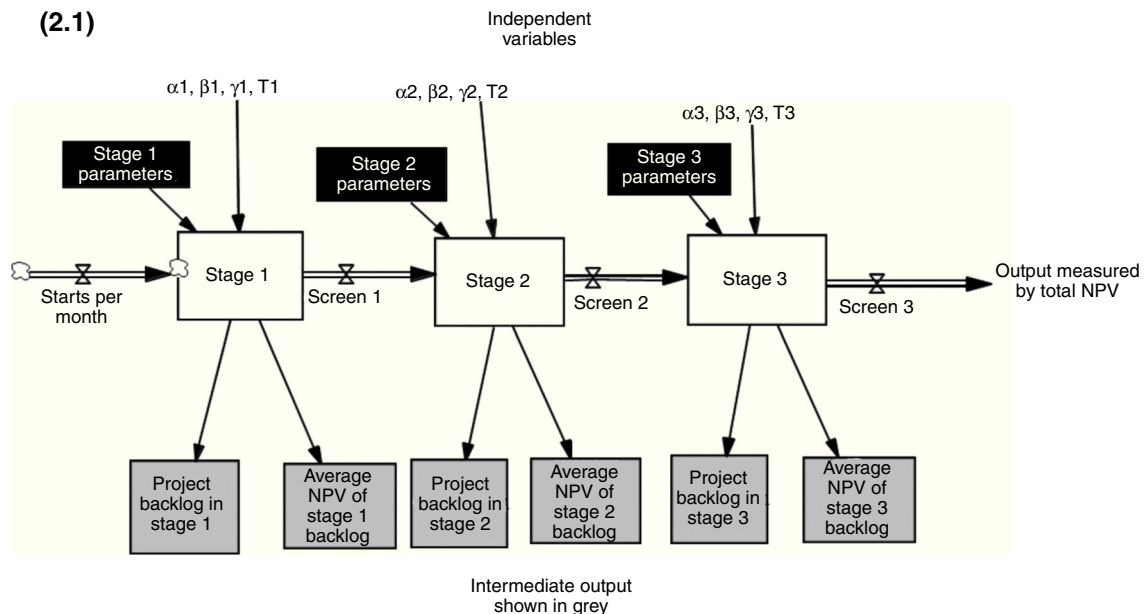 (2.1)
Independent
variables
α1, β1, γ1, T1
α2, β2, γ2, T2
α3, β3, γ3, T3
Stage 1
parameters
Stage 2
parameters
Stage 3
parameters
Starts per
month
Stage 1
Screen 1
Stage 2
Screen 2
Stage 3
Screen 3
Output measured
by total NPV
Project
backlog in
stage 1
Average
NPV of
stage 1
backlog
Project
backlog in
stage 2
Average
NPV of
stage 2
backlog
Project
backlog in
stage 3
Average
NPV of
stage 3
backlog
Intermediate output
shown in grey